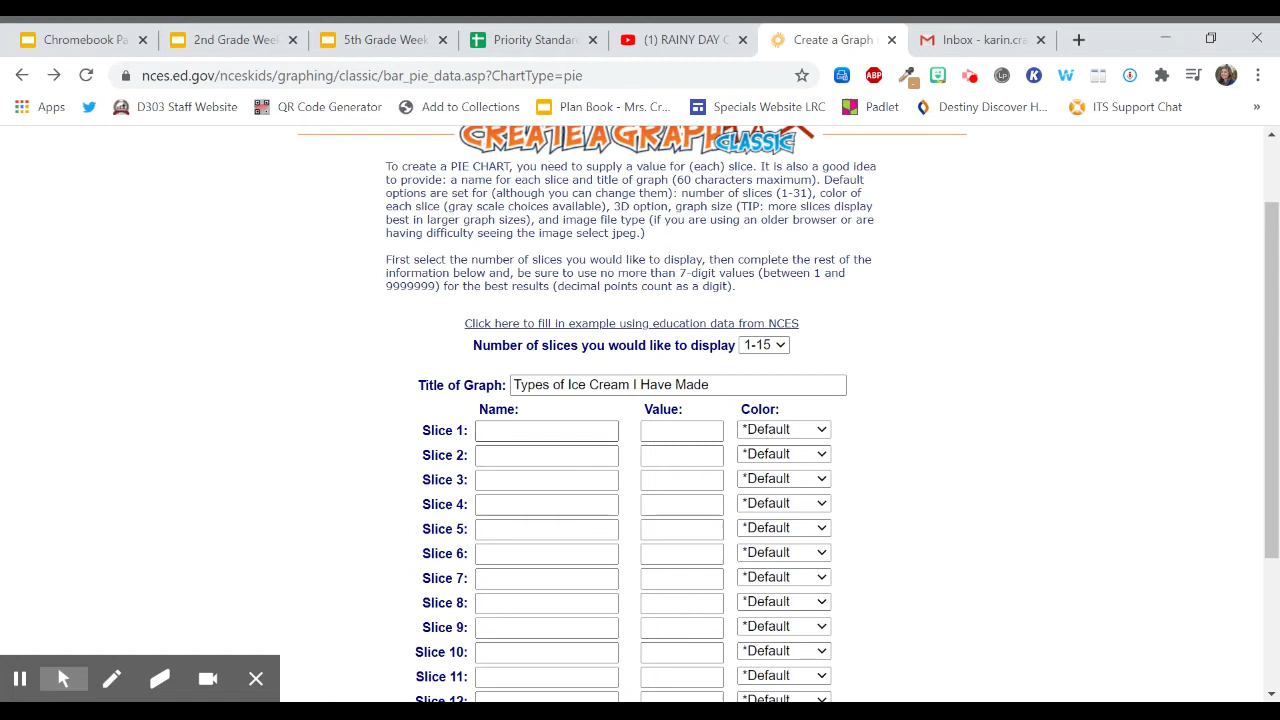 Chromebook Pa
2nd Grade Wee
5th Grade Week
Priority Standard
(1) RAINY DAY C
Create a Graph
Inbox - karin.cra
nces.ed.gov/nceskids/graphing/classic/bar_pie_data.asp?ChartType=pie
ABP
Lp
K
W
Apps
D303 Staff Website
QR Code Generator
Add to Collections
Plan Book - Mrs. Cr...
Specials Website LRC
Padlet
Destiny Discover H...
ITS Support Chat
»
CREATE A GRAPH
CLASSIC
To create a PIE CHART, you need to supply a value for (each) slice. It is also a good idea
to provide: a name for each slice and title of graph (60 characters maximum). Default
options are set for (although you can change them): number of slices (1-31), color of
each slice (gray scale choices available), 3D option, graph size (TIP: more slices display
best in larger graph sizes), and image file type (if you are using an older browser or are
having difficulty seeing the image select jpeg.)
First select the number of slices you would like to display, then complete the rest of the
information below and, be sure to use no more than 7-digit values (between 1 and
9999999) for the best results (decimal points count as a digit).
Click here to fill in example using education data from NCES
Number of slices you would like to display 1-15
Title of Graph: Types of Ice Cream I Have Made
Name: Value: Color:
Slice 1: *Default
Slice 2: *Default
Slice 3: *Default
Slice 4: *Default
Slice 5: *Default
Slice 6: *Default
Slice 7: *Default
Slice 8: *Default
Slice 9: *Default
Slice 10: *Default
Slice 11: *Default
Slice 12: *Default